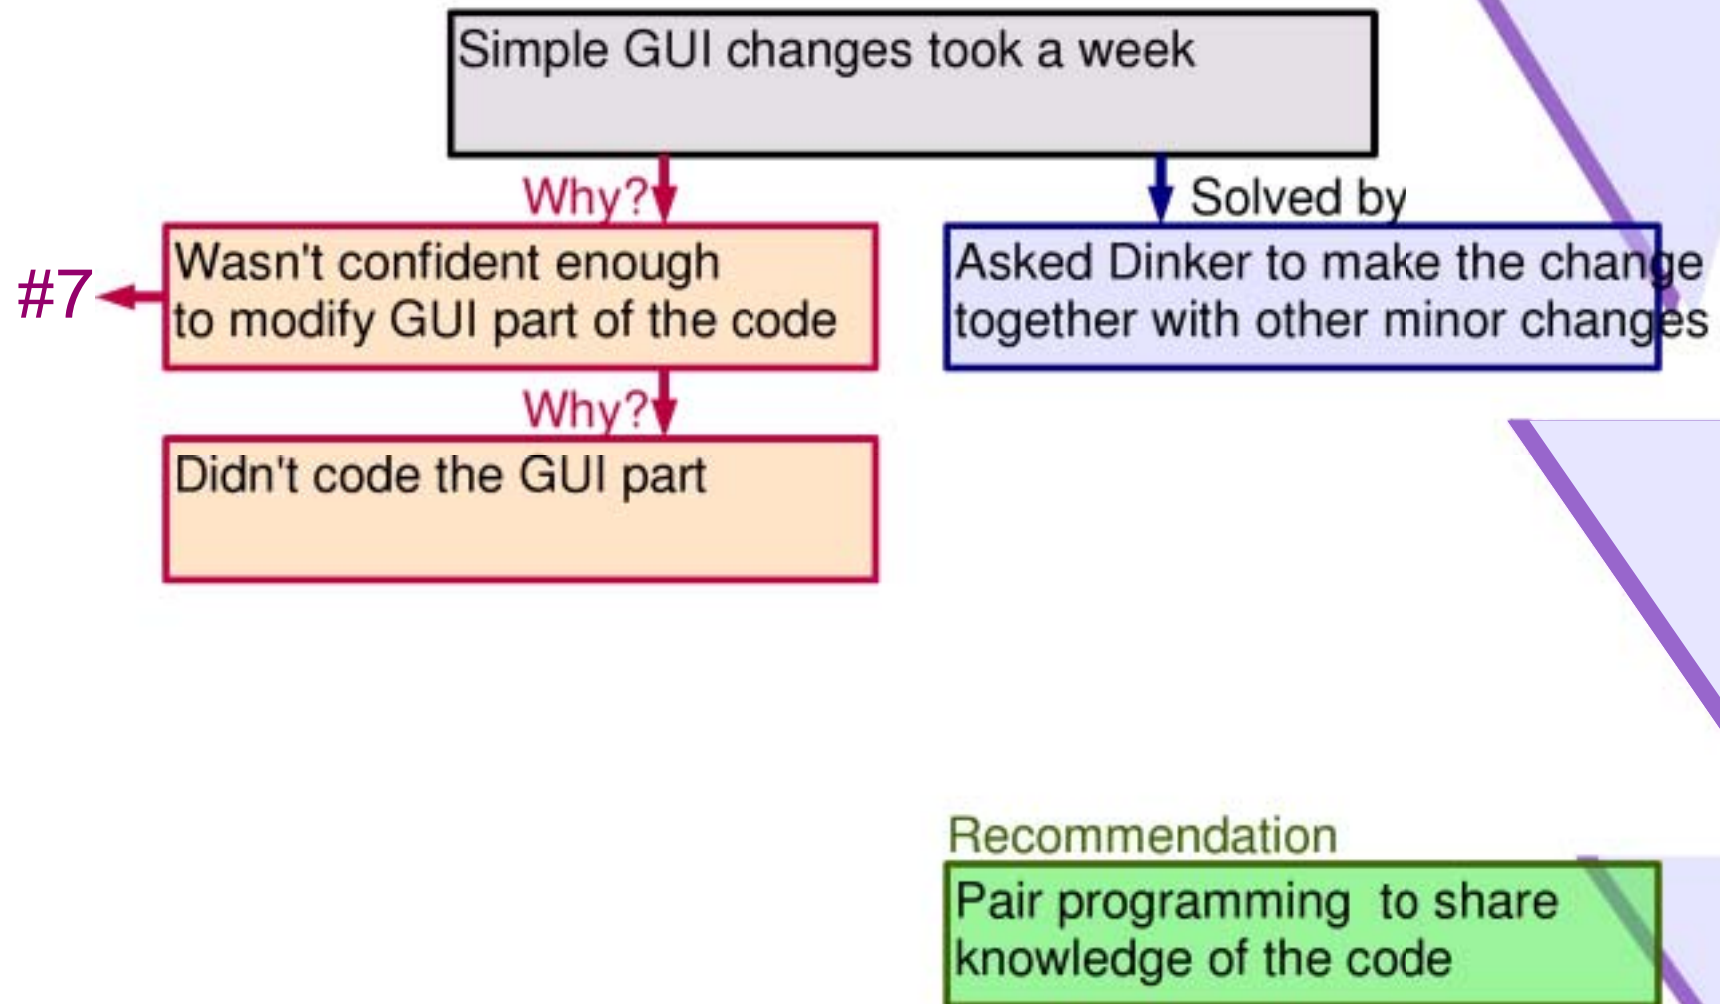 Simple GUI changes took a week
Why?
Solved by
#7
Wasn't confident enough
to modify GUI part of the code
Asked Dinker to make the change
together with other minor changes
Why?
Didn't code the GUI part
Recommendation
Pair programming  to share
knowledge of the code